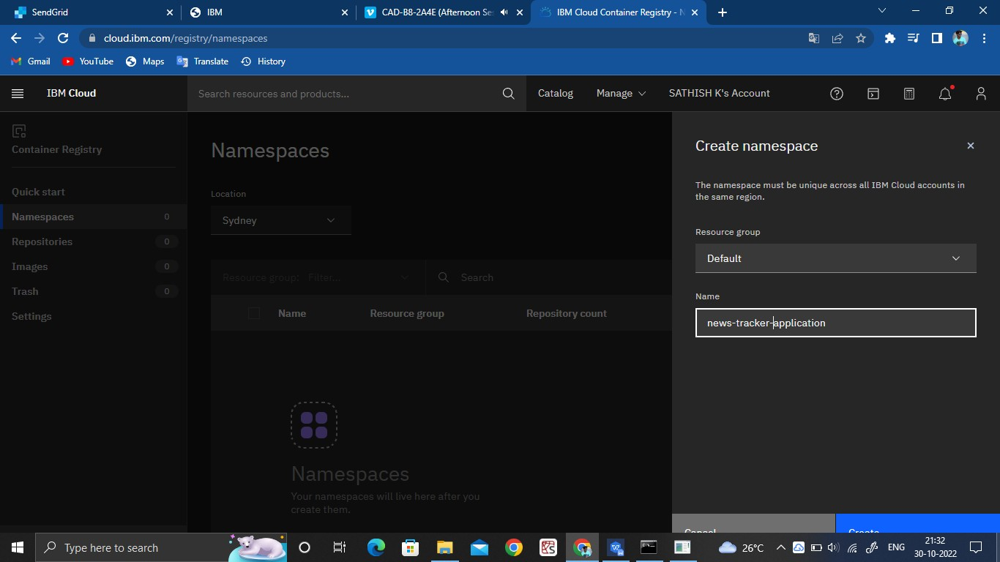 SendGrid
IBM
CAD-B8-2A4E (Afternoon Se
IBM Cloud Container Registry - N
cloud.ibm.com/registry/namespaces
Gmail
YouTube
Maps
Translate
History
IBM Cloud
Search resources and products...
Catalog
Manage
SATHISH K's Account
Container Registry
Quick start
Namespaces 0
Repositories 0
Images 0
Trash 0
Settings
Namespaces
Location
Sydney
Resource group: Filter...
Search
Name
Resource group
Repository count
Namespaces
Your namespaces will live here after you
create them.
Create namespace
The namespace must be unique across all IBM Cloud accounts in
the same region.
Resource group
Default
Name
news-tracker-application
Cancel
Create
Type here to search
26°C
ENG
21:32
30-10-2022